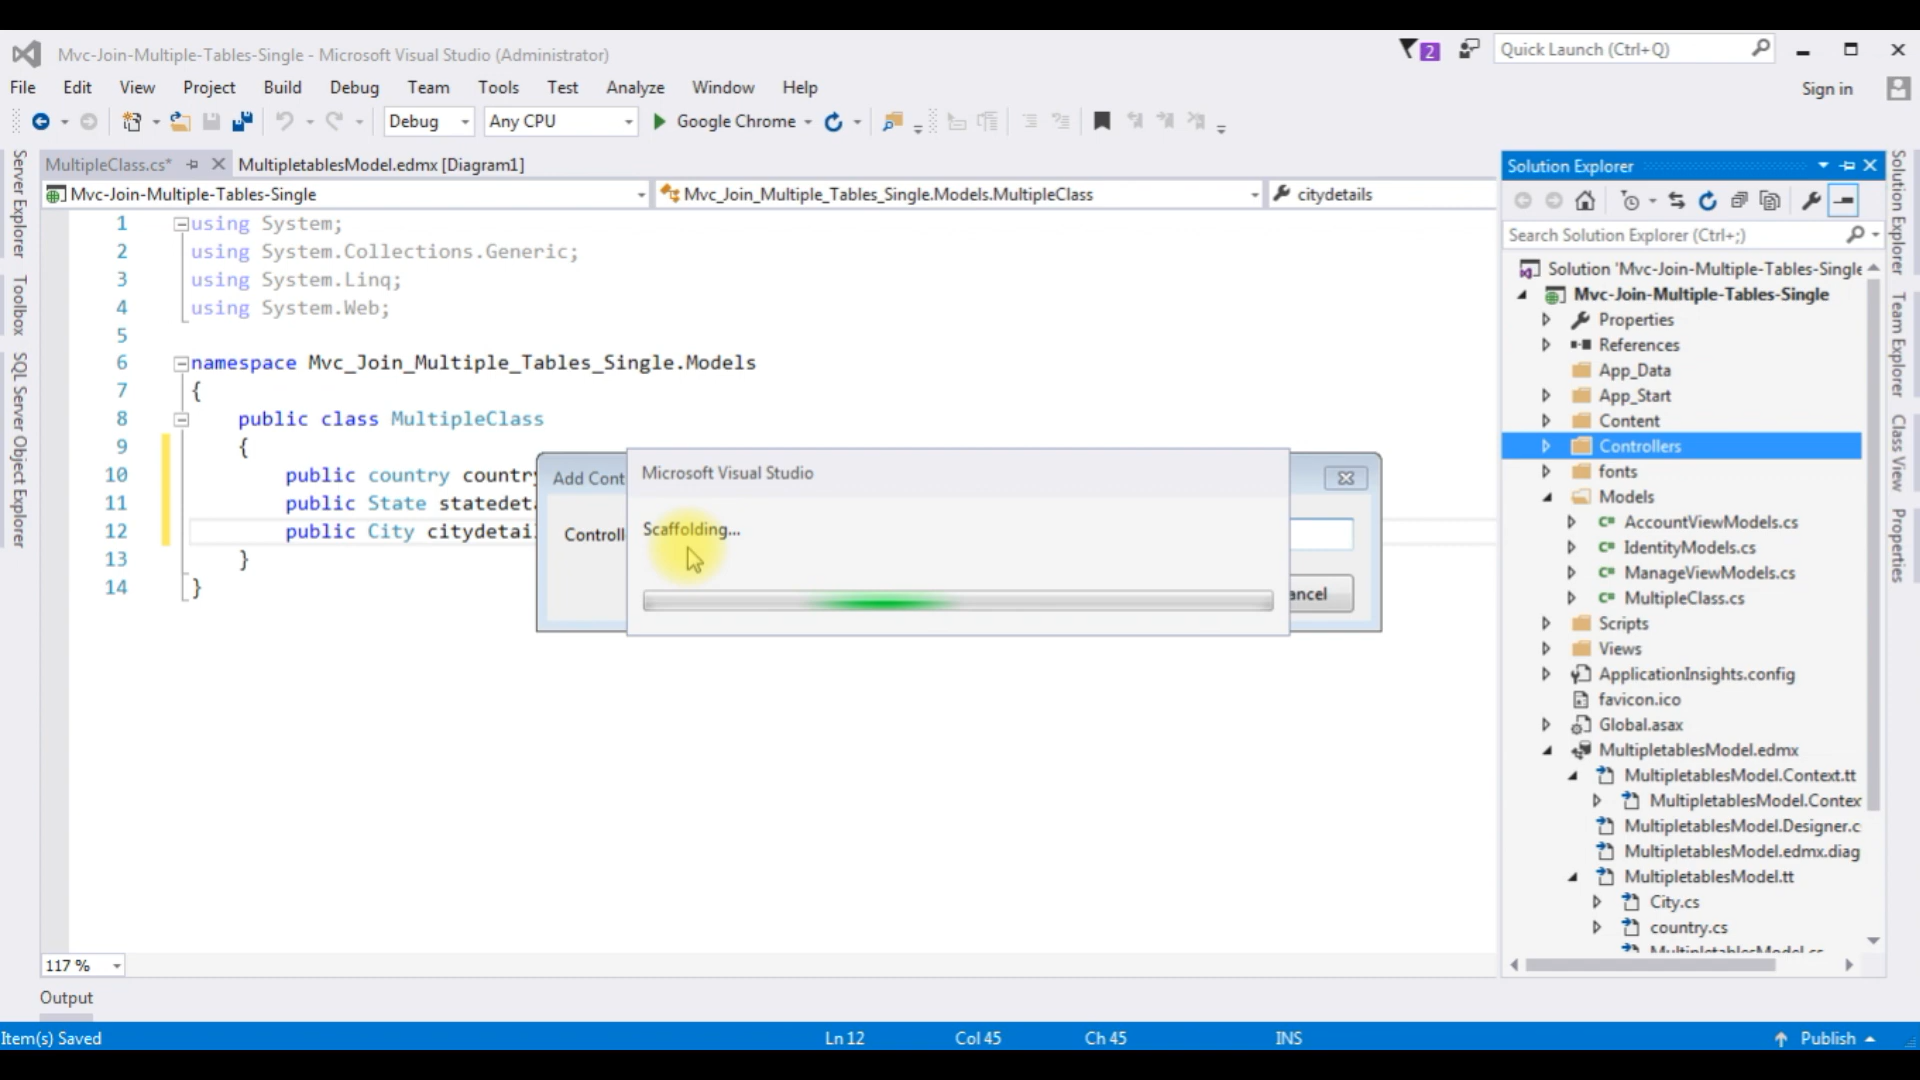 Mvc-Join-Multiple-Tables-Single - Microsoft Visual Studio (Administrator)
2
Quick Launch (Ctrl+Q)
File Edit View Project Build Debug Team Tools Test Analyze Window Help
Sign in
Debug Any CPU Google Chrome
MultipleClass.cs* MultipletablesModel.edmx [Diagram1]
Mvc-Join-Multiple-Tables-Single Mvc_Join_Multiple_Tables_Single.Models.MultipleClass citydetails
Server Explorer
Toolbox
SQL Server Object Explorer
1 using System;
2 using System.Collections.Generic;
3 using System.Linq;
4 using System.Web;
5
6 namespace Mvc_Join_Multiple_Tables_Single.Models
7 {
8 public class MultipleClass
9 {
10 public country country
11 public State statedeta
12 public City citydetail
13 }
14 }
Add Cont
Controll
ancel
Microsoft Visual Studio
Scaffolding...
Solution Explorer
Search Solution Explorer (Ctrl+;)
Solution 'Mvc-Join-Multiple-Tables-Single
Mvc-Join-Multiple-Tables-Single
Properties
References
App_Data
App_Start
Content
Controllers
fonts
Models
AccountViewModels.cs
IdentityModels.cs
ManageViewModels.cs
MultipleClass.cs
Scripts
Views
ApplicationInsights.config
favicon.ico
Global.asax
MultipletablesModel.edmx
MultipletablesModel.Context.tt
MultipletablesModel.Contex
MultipletablesModel.Designer.c
MultipletablesModel.edmx.diag
MultipletablesModel.tt
City.cs
country.cs
MultipletablesModel.cs
Solution Explorer
Team Explorer
Class View
Properties
117 %
Output
Item(s) Saved Ln 12 Col 45 Ch 45 INS Publish